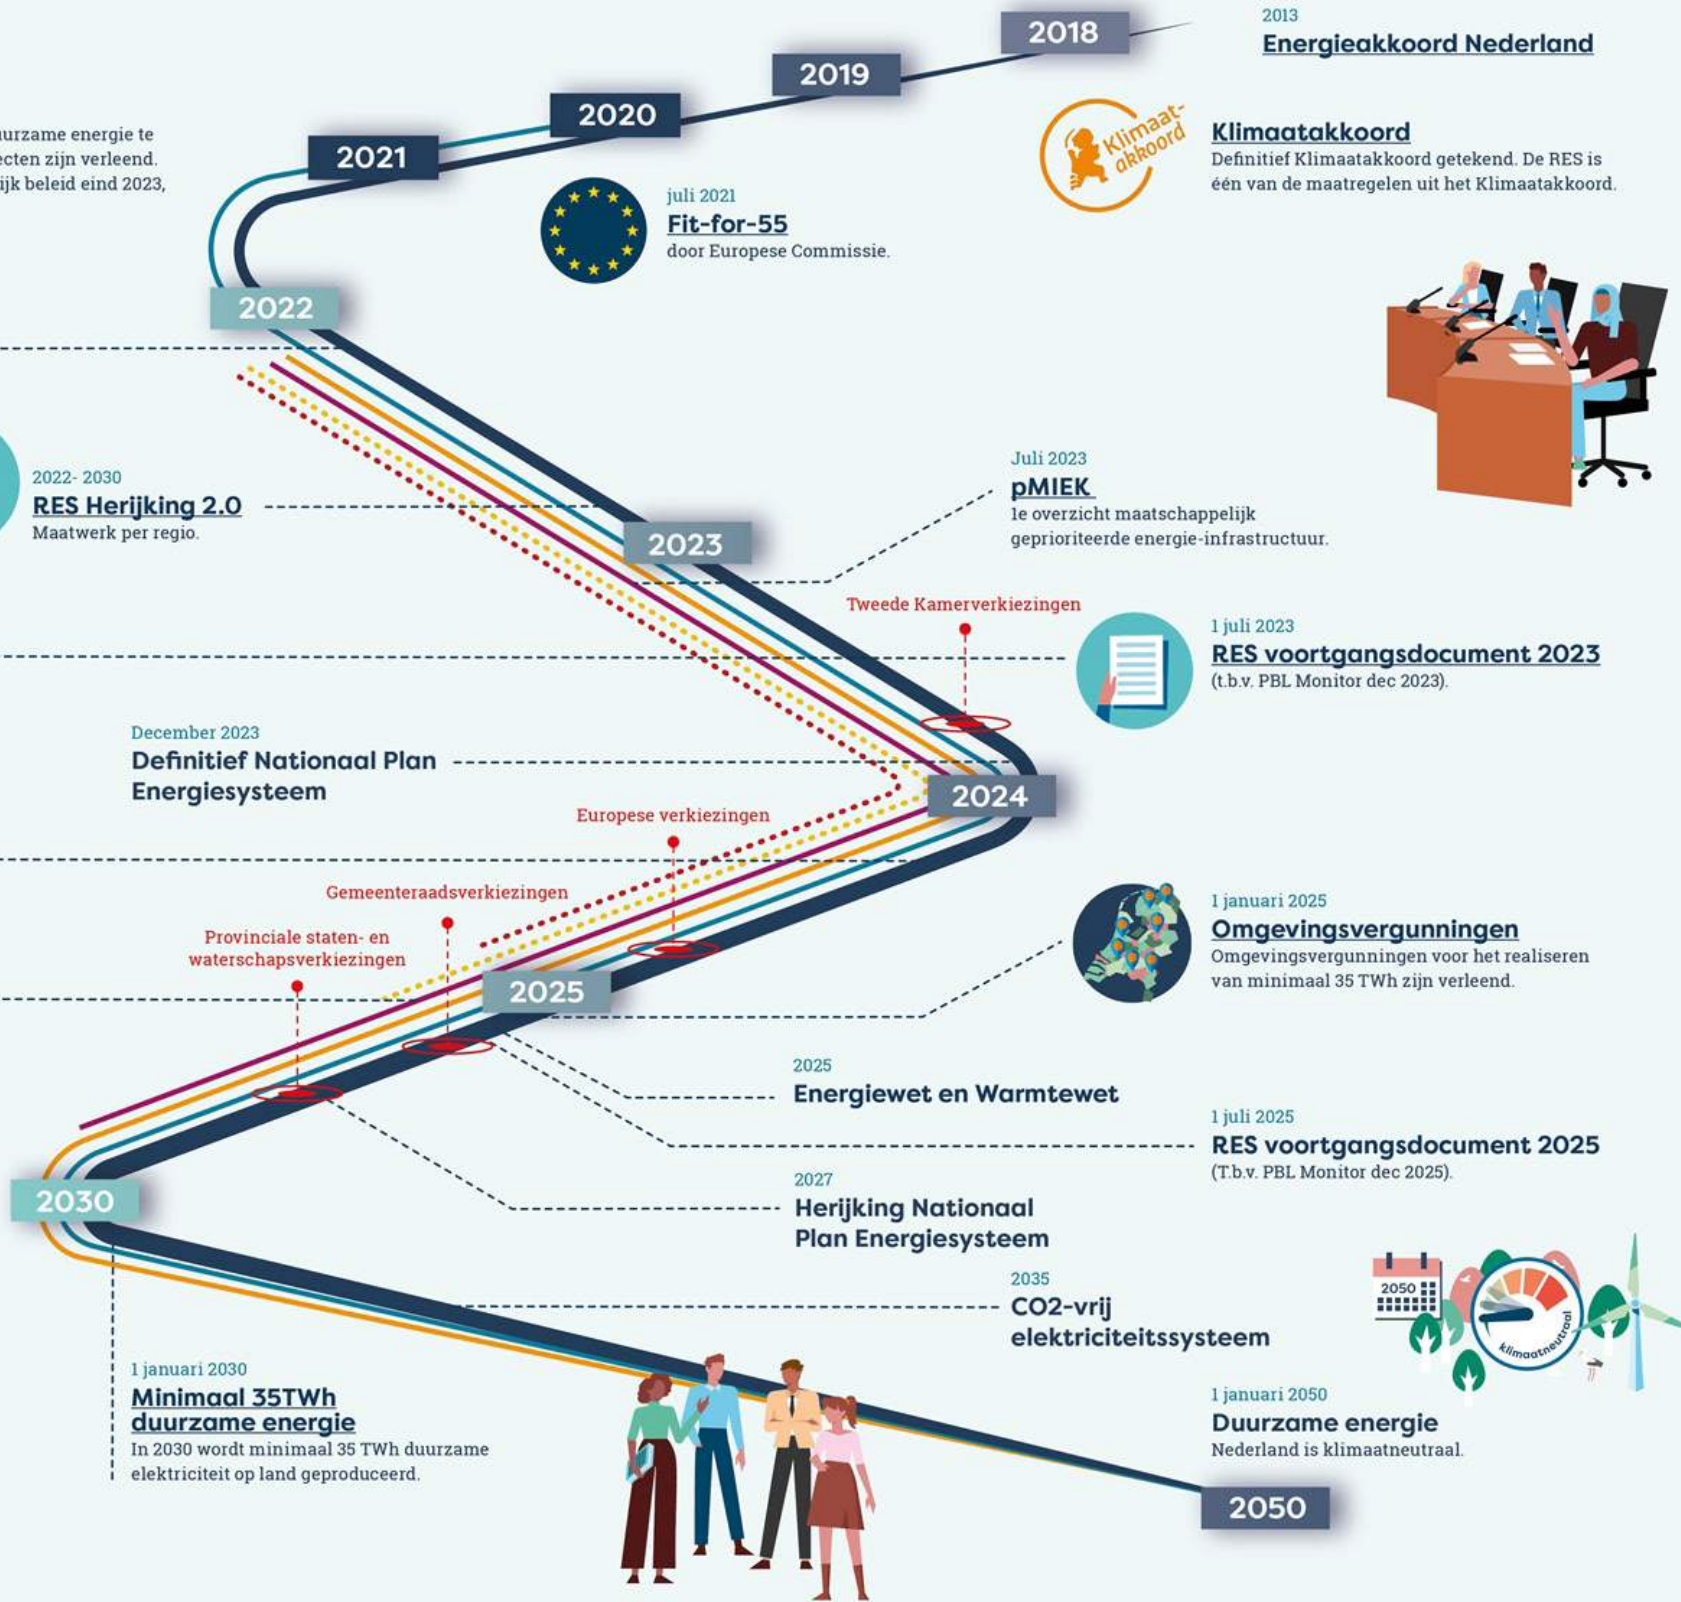 2018
2013
Energieakkoord Nederland
2019
2020
2021
Klimaat-
akkoord
Klimaatakkoord
Definitief Klimaatakkoord getekend. De RES is
één van de maatregelen uit het Klimaatakkoord.
energie te
zijn verleend.
beleid eind 2023,
juli 2021
Fit-for-55
door Europese Commissie.
2022
2022- 2030
RES Herijking 2.0
Maatwerk per regio.
Juli 2023
pMIEK
1e overzicht maatschappelijk
geprioriteerde energie-infrastructuur.
2023
Tweede Kamerverkiezingen
1 juli 2023
RES voortgangsdocument 2023
(t.b.v. PBL Monitor dec 2023).
December 2023
Definitief Nationaal Plan
Energiesysteem
2024
Europese verkiezingen
Gemeenteraadsverkiezingen
Provinciale staten- en
waterschapsverkiezingen
1 januari 2025
Omgevingsvergunningen
Omgevingsvergunningen voor het realiseren
van minimaal 35 TWh zijn verleend.
2025
2025
Energiewet en Warmtewet
1 juli 2025
RES voortgangsdocument 2025
(T.b.v. PBL Monitor dec 2025).
2027
Herijking Nationaal
Plan Energiesysteem
2030
2035
CO2-vrij
elektriciteitssysteem
2050
klimaatneutraal
1 januari 2030
Minimaal 35TWh
duurzame energie
In 2030 wordt minimaal 35 TWh duurzame
elektriciteit op land geproduceerd.
1 januari 2050
Duurzame energie
Nederland is klimaatneutraal.
2050